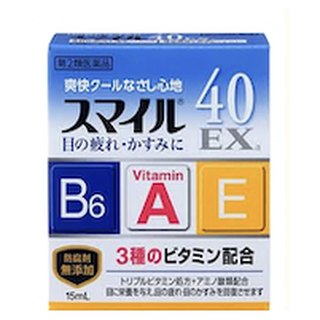 第2類医薬品
爽快クールなさし心地
スマイル® 40
EXa
目の疲れ・かすみに
B6
Vitamin
A
E
3種のビタミン配合
防腐剤
無添加
トリプルビタミン処方+アミノ酸類配合
目に栄養を与え、目の疲れ・目のかすみを回復させます
15mL